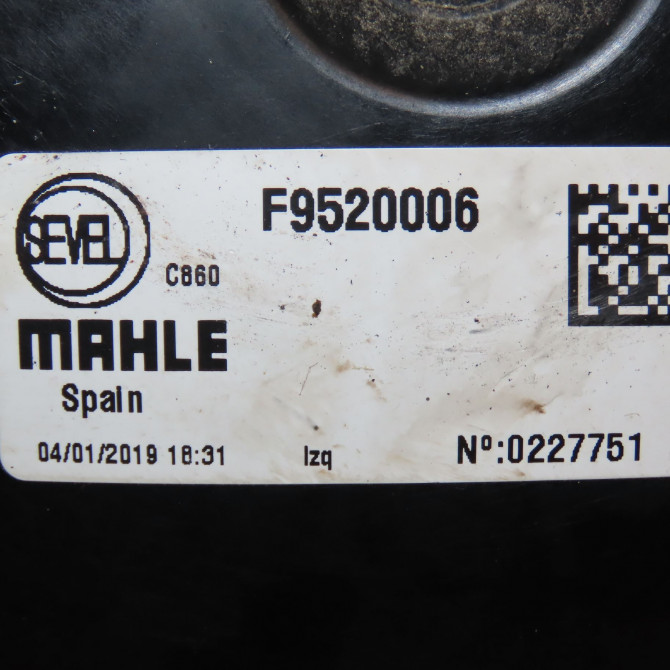 SEVEL
C860
F9520006
MAHLE
Spain
04/01/2019 18:31
Izq
Nº:0227751